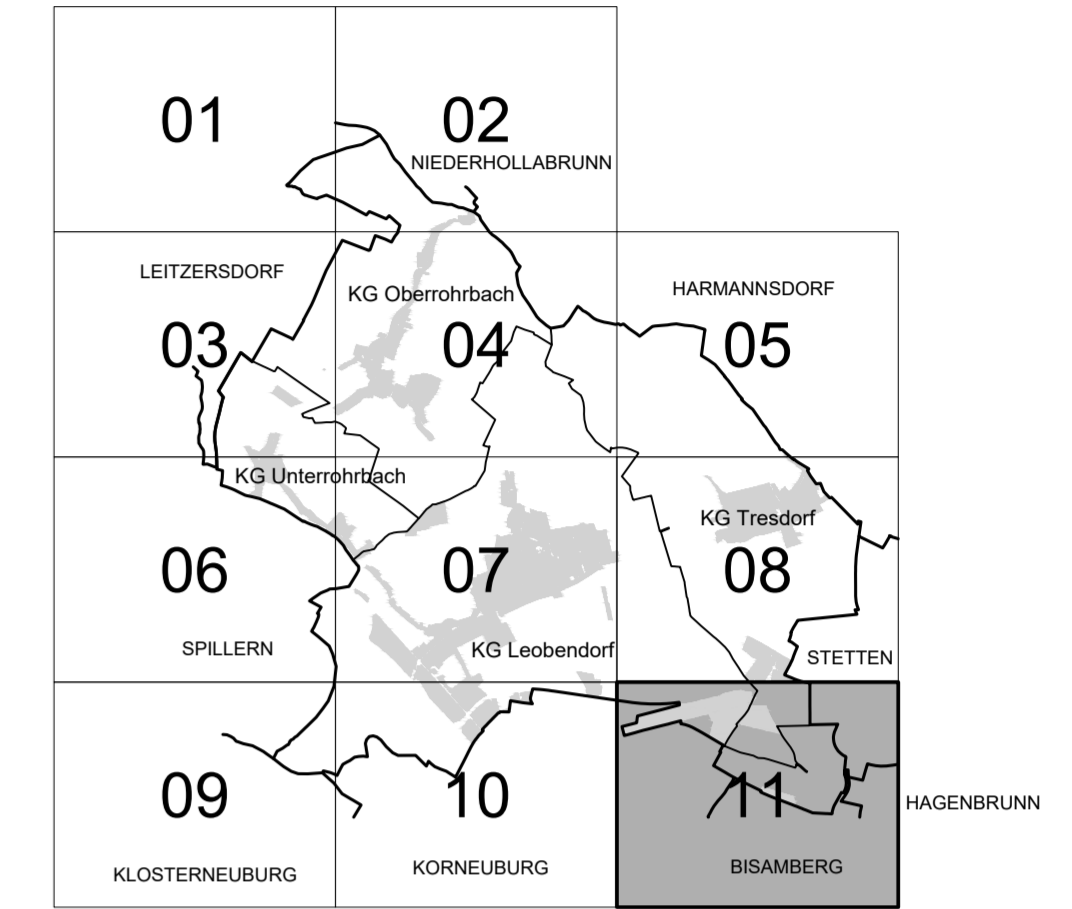 01
02
NIEDERHOLLABRUNN
LEITZERSDORF
KG Oberrohrbach
HARMANNSDORF
03
04
05
KG Unterrohrbach
KG Tresdorf
06
07
08
SPILLERN
KG Leobendorf
STETTEN
09
10
11
HAGENBRUNN
KLOSTERNEUBURG
KORNEUBURG
BISAMBERG